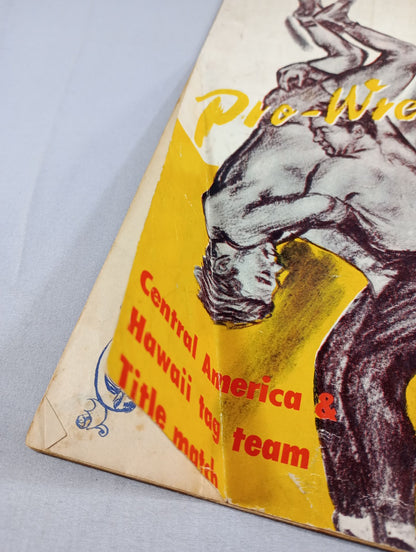 Pro-Wre
Central America &
Hawaii tag team
Title match